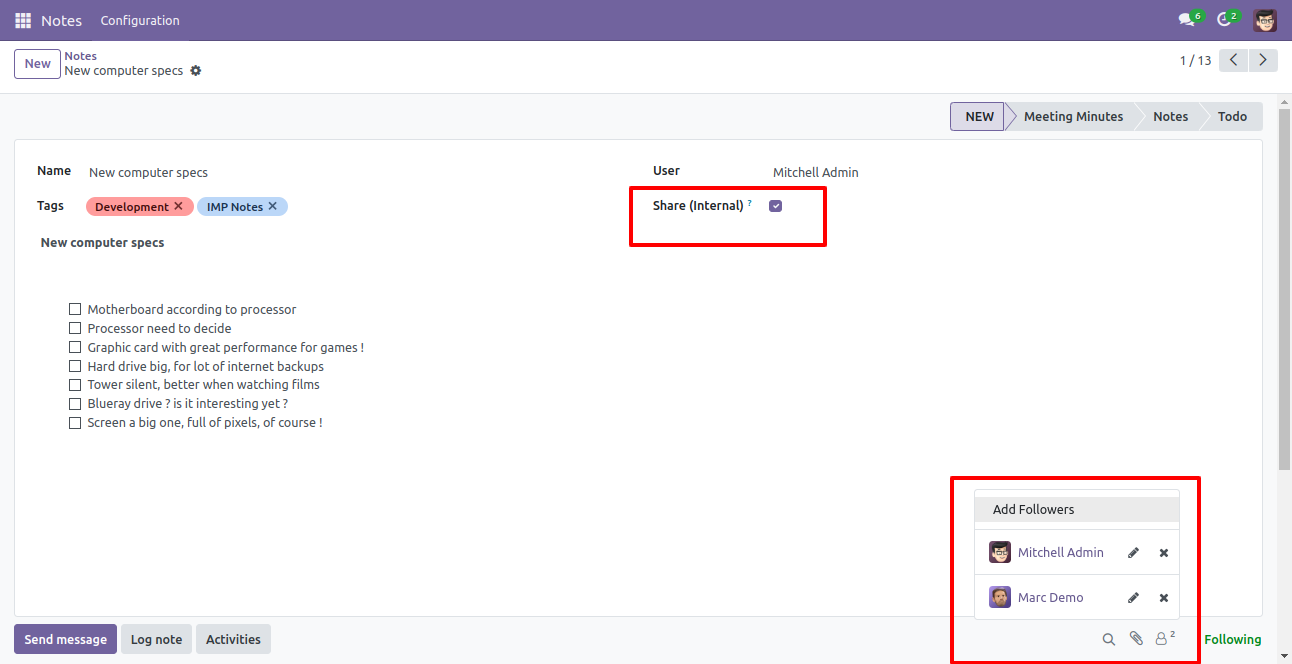 Notes Configuration 6 2
New Notes
New computer specs 1 / 13
NEW Meeting Minutes Notes Todo
Name New computer specs User Mitchell Admin
Tags Development IMP Notes Share (Internal) ?
New computer specs
Motherboard according to processor
Processor need to decide
Graphic card with great performance for games !
Hard drive big, for lot of internet backups
Tower silent, better when watching films
Blueray drive ? is it interesting yet ?
Screen a big one, full of pixels, of course !
Add Followers
Mitchell Admin
Marc Demo
Send message Log note Activities 2 Following